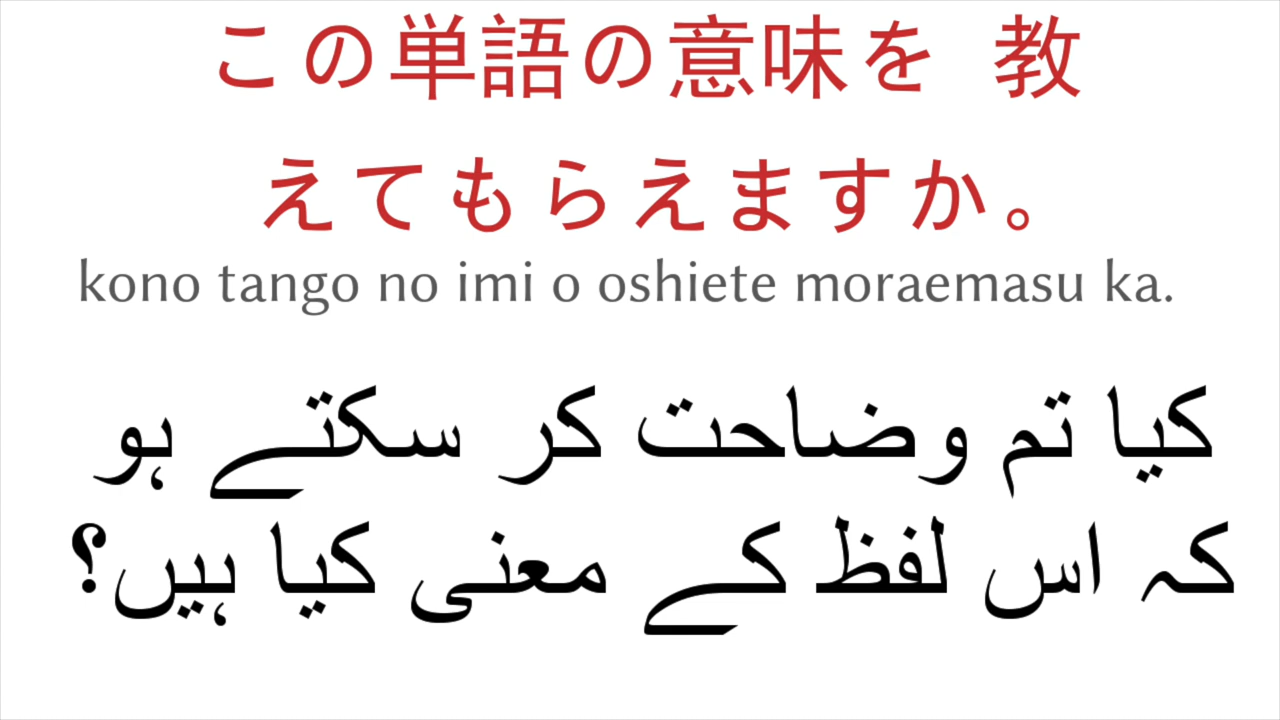 この単語の意味を 教
えてもらえますか。
kono tango no imi o oshiete moraemasu ka.
کیا تم وضاحت کر سکتے ہو
کہ اس لفظ کے معنی کیا ہیں؟